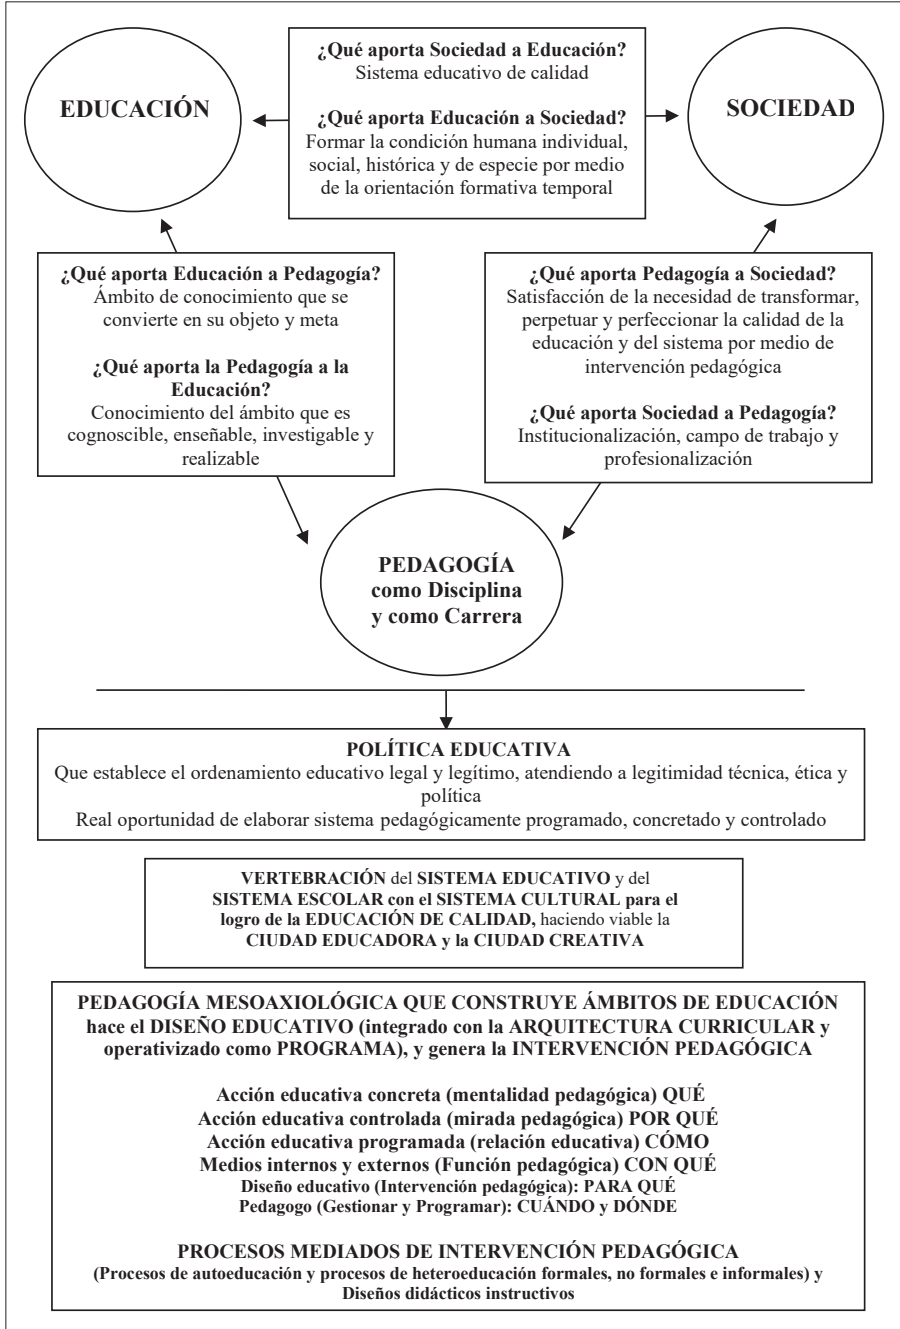 EDUCACIÓN
¿Qué aporta Sociedad a Educación?
Sistema educativo de calidad
¿Qué aporta Educación a Sociedad?
Formar la condición humana individual,
social, histórica y de especie por medio
de la orientación formativa temporal
SOCIEDAD
¿Qué aporta Educación a Pedagogía?
Ámbito de conocimiento que se
convierte en su objeto y meta
¿Qué aporta la Pedagogía a la
Educación?
Conocimiento del ámbito que es
cognoscible, enseñable, investigable y
realizable
¿Qué aporta Pedagogía a Sociedad?
Satisfacción de la necesidad de transformar,
perpetuar y perfeccionar la calidad de la
educación y del sistema por medio de
intervención pedagógica
¿Qué aporta Sociedad a Pedagogía?
Institucionalización, campo de trabajo y
profesionalización
PEDAGOGÍA
como Disciplina
y como Carrera
POLÍTICA EDUCATIVA
Que establece el ordenamiento educativo legal y legítimo, atendiendo a legitimidad técnica, ética y
política
Real oportunidad de elaborar sistema pedagógicamente programado, concretado y controlado
VERTEBRACIÓN del SISTEMA EDUCATIVO y del
SISTEMA ESCOLAR con el SISTEMA CULTURAL para el
logro de la EDUCACIÓN DE CALIDAD, haciendo viable la
CIUDAD EDUCADORA y la CIUDAD CREATIVA
PEDAGOGÍA MESOAXIOLÓGICA QUE CONSTRUYE ÁMBITOS DE EDUCACIÓN
hace el DISEÑO EDUCATIVO (integrado con la ARQUITECTURA CURRICULAR y
operativizado como PROGRAMA), y genera la INTERVENCIÓN PEDAGÓGICA
Acción educativa concreta (mentalidad pedagógica) QUÉ
Acción educativa controlada (mirada pedagógica) POR QUÉ
Acción educativa programada (relación educativa) CÓMO
Medios internos y externos (Función pedagógica) CON QUÉ
Diseño educativo (Intervención pedagógica): PARA QUÉ
Pedagogo (Gestionar y Programar): CUÁNDO y DÓNDE
PROCESOS MEDIADOS DE INTERVENCIÓN PEDAGÓGICA
(Procesos de autoeducación y procesos de heteroeducación formales, no formales e informales) y
Diseños didácticos instructivos